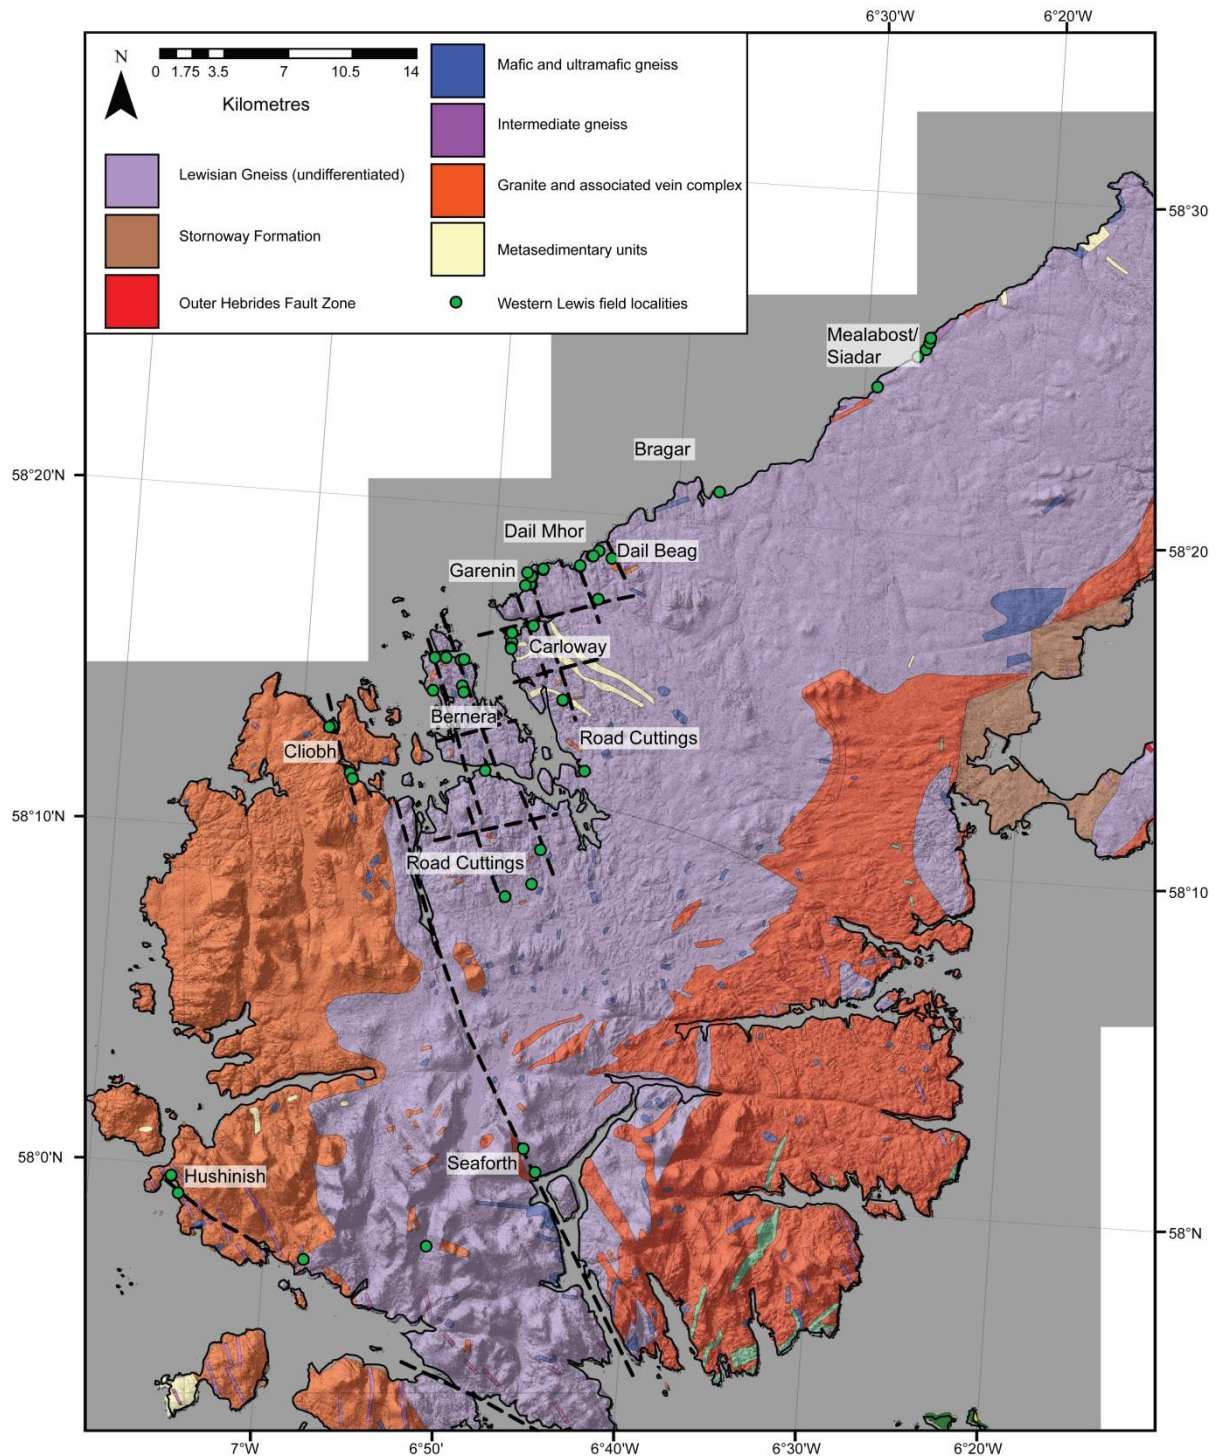 6°30'W
6°20'W
N
0 1.75 3.5 7 10.5 14
Kilometres
Lewisian Gneiss (undifferentiated)
Stornoway Formation
Outer Hebrides Fault Zone
Mafic and ultramafic gneiss
Intermediate gneiss
Granite and associated vein complex
Metasedimentary units
Western Lewis field localities
58°30
Mealabost/
Siadar
58°20'N
Bragar
Dail Mhor
Dail Beag
58°20
Garenin
Carloway
Bernera
Road Cuttings
Cliobh
58°10'N
Road Cuttings
58°10
58°0'N
Seaforth
Hushinish
58°N
7°W
6°50'
6°40'
6°30'W
6°20'W